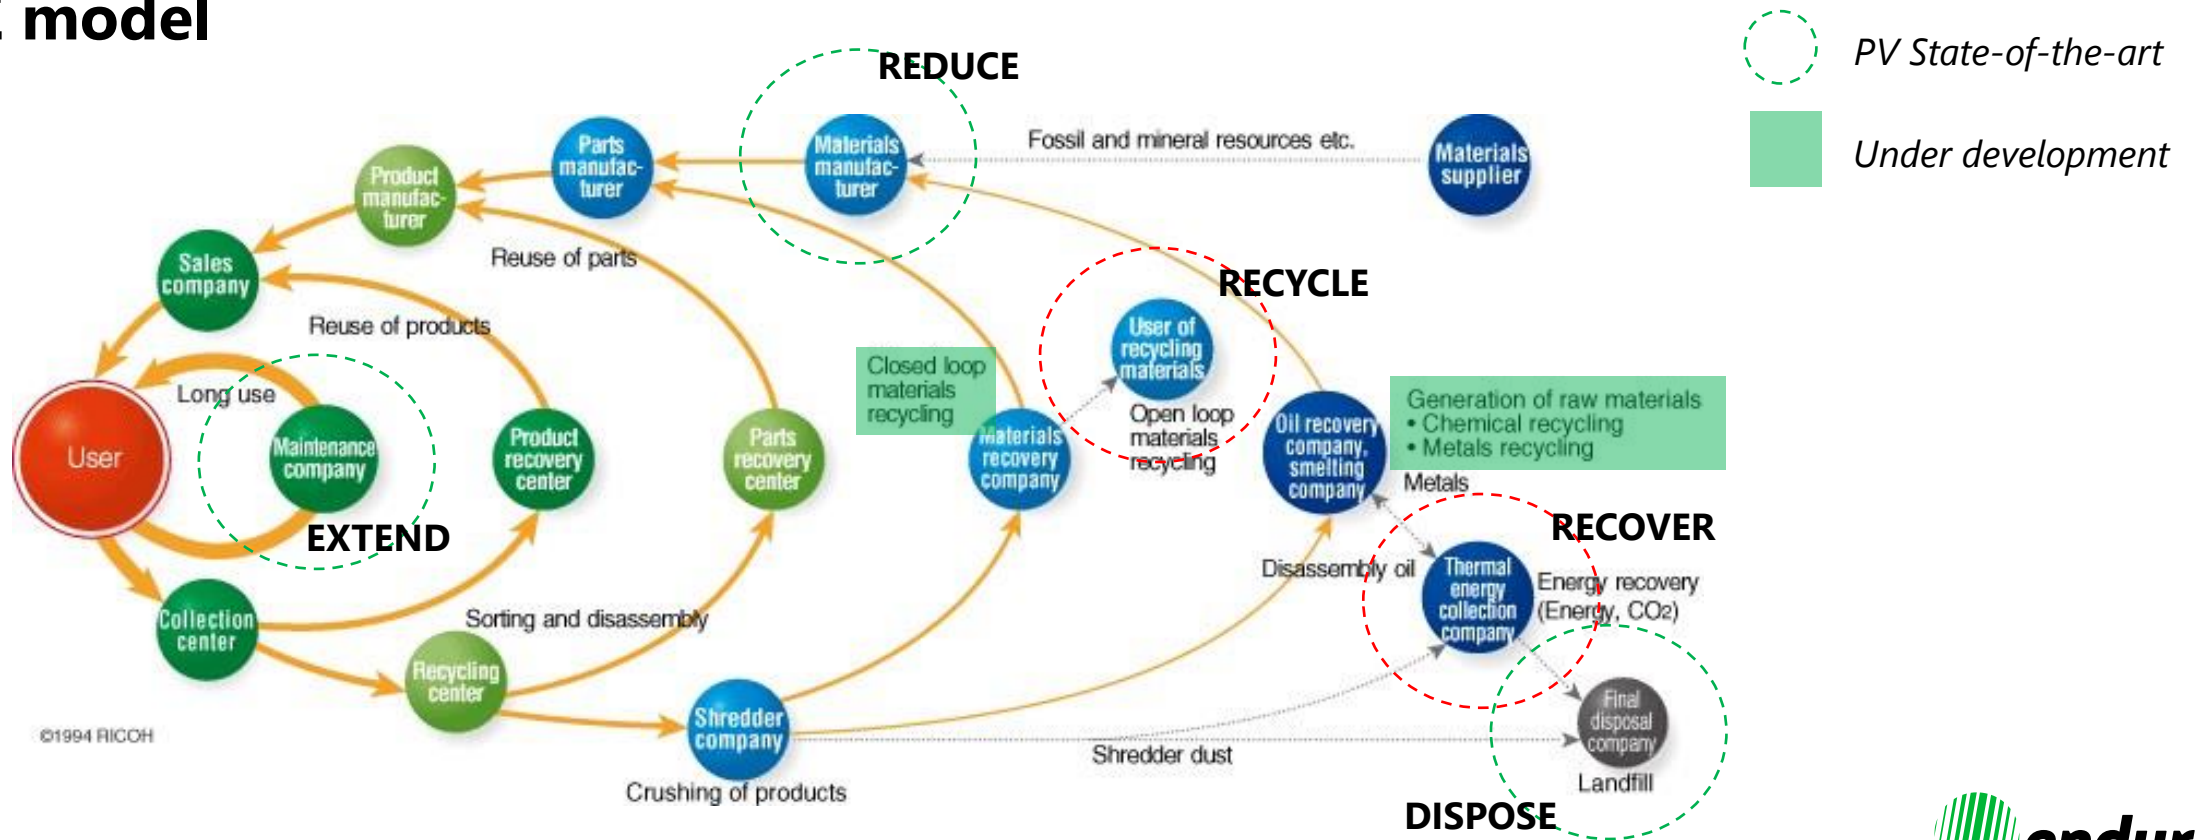 model
REDUCE
PV State-of-the-art
Under development
Parts
manufac-
turer
Materials
manufac-
turer
Fossil and mineral resources etc.
Materials
supplier
Product
manufac-
turer
Reuse of parts
Sales
company
RECYCLE
Reuse of products
User of
recycling
materials
Closed loop
materials
recycling
Long use
Open loop
materials
recycling
Generation of raw materials
• Chemical recycling
• Metals recycling
User
Maintenance
company
Product
recovery
center
Parts
recovery
center
Materials
recovery
company
Oil recovery
company,
smelting
company
Metals
EXTEND
RECOVER
Disassembly oil
Thermal
energy
collection
company
Energy recovery
(Energy, CO2)
Collection
center
Sorting and disassembly
Recycling
center
Shredder
company
Final
disposal
company
©1994 RICOH
Shredder dust
Landfill
Crushing of products
DISPOSE